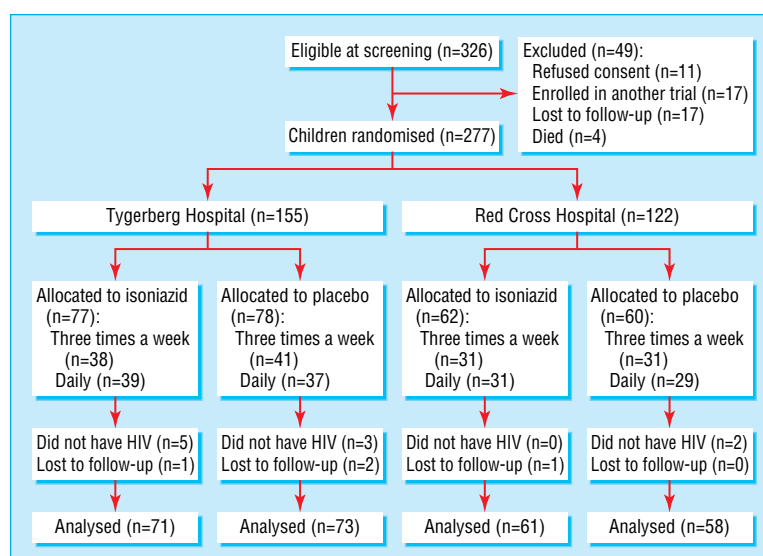 Eligible at screening (n=326)
Excluded (n=49):
Refused consent (n=11)
Enrolled in another trial (n=17)
Lost to follow-up (n=17)
Died (n=4)
Children randomised (n=277)
Tygerberg Hospital (n=155)
Red Cross Hospital (n=122)
Allocated to isoniazid
(n=77):
Three times a week
(n=38)
Daily (n=39)
Allocated to placebo
(n=78):
Three times a week
(n=41)
Daily (n=37)
Allocated to isoniazid
(n=62):
Three times a week
(n=31)
Daily (n=31)
Allocated to placebo
(n=60):
Three times a week
(n=31)
Daily (n=29)
Did not have HIV (n=5)
Lost to follow-up (n=1)
Did not have HIV (n=3)
Lost to follow-up (n=2)
Did not have HIV (n=0)
Lost to follow-up (n=1)
Did not have HIV (n=2)
Lost to follow-up (n=0)
Analysed (n=71)
Analysed (n=73)
Analysed (n=61)
Analysed (n=58)